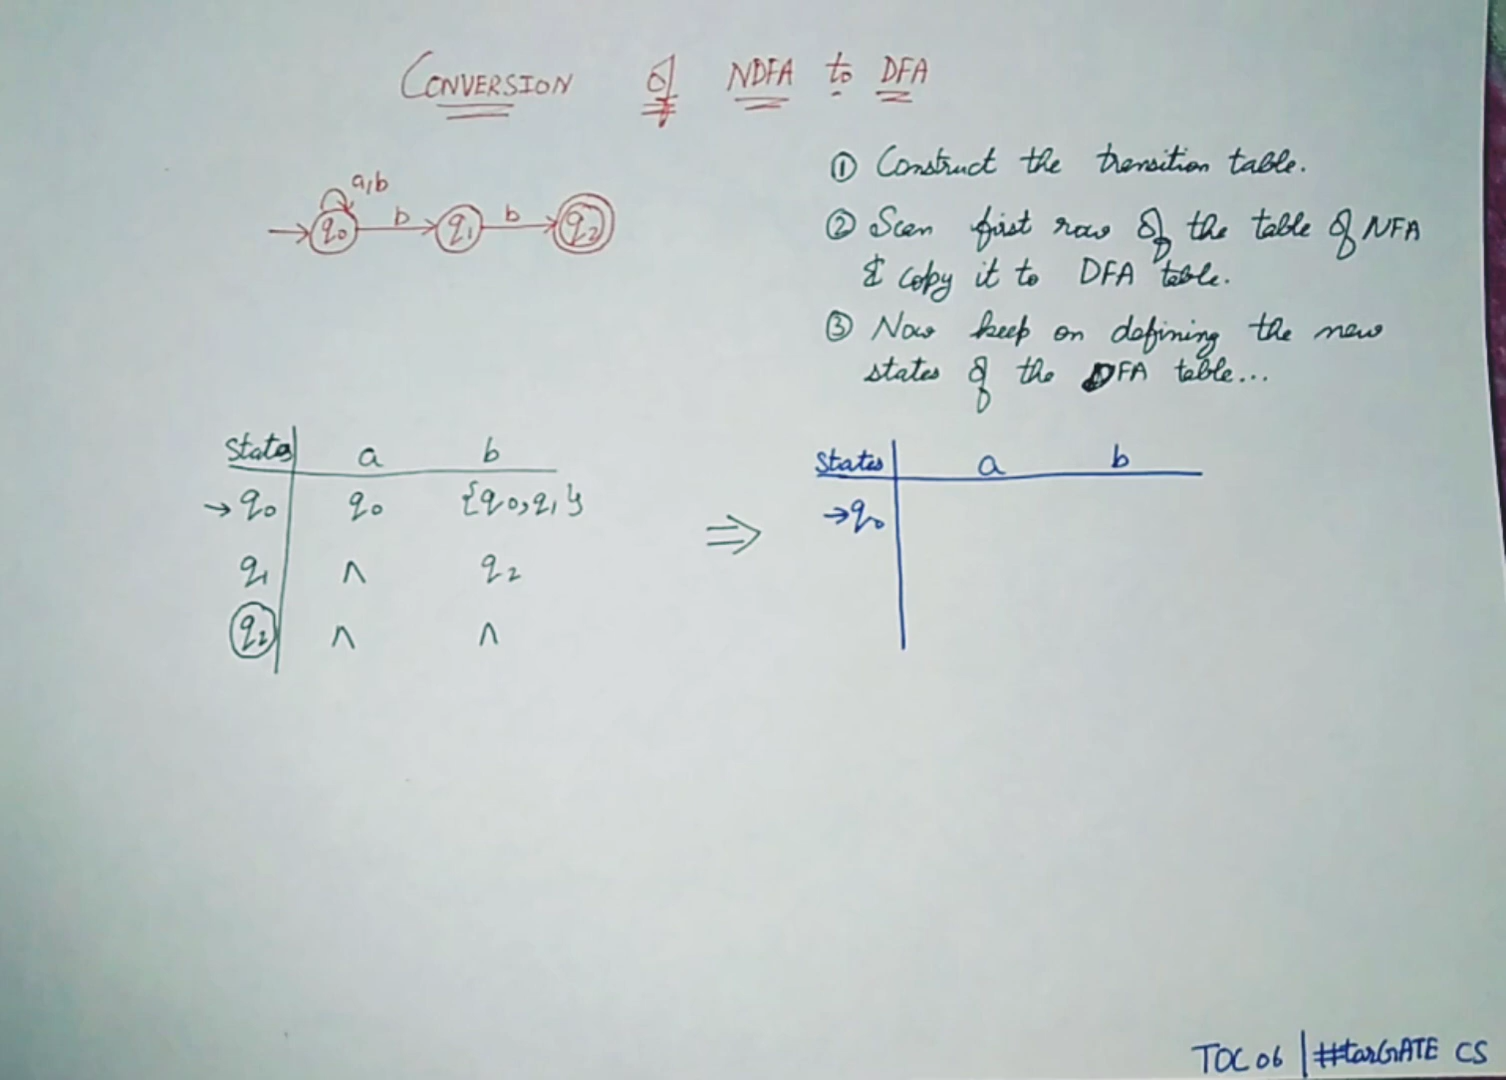 CONVERSION of NDFA to DFA
① Construct the transition table.
② Scan first row of the table of NFA
& copy it to DFA table.
③ Now keep on defining the new
states of the DFA table...
a,b
→ q₀ b q₁ b q₂
States a b
→ q₀ q₀ {q₀,q₁}
q₁ ∧ q₂
q₂ ∧ ∧
⇒
States a b
→ q₀
TOC 06 | #tarGATE CS